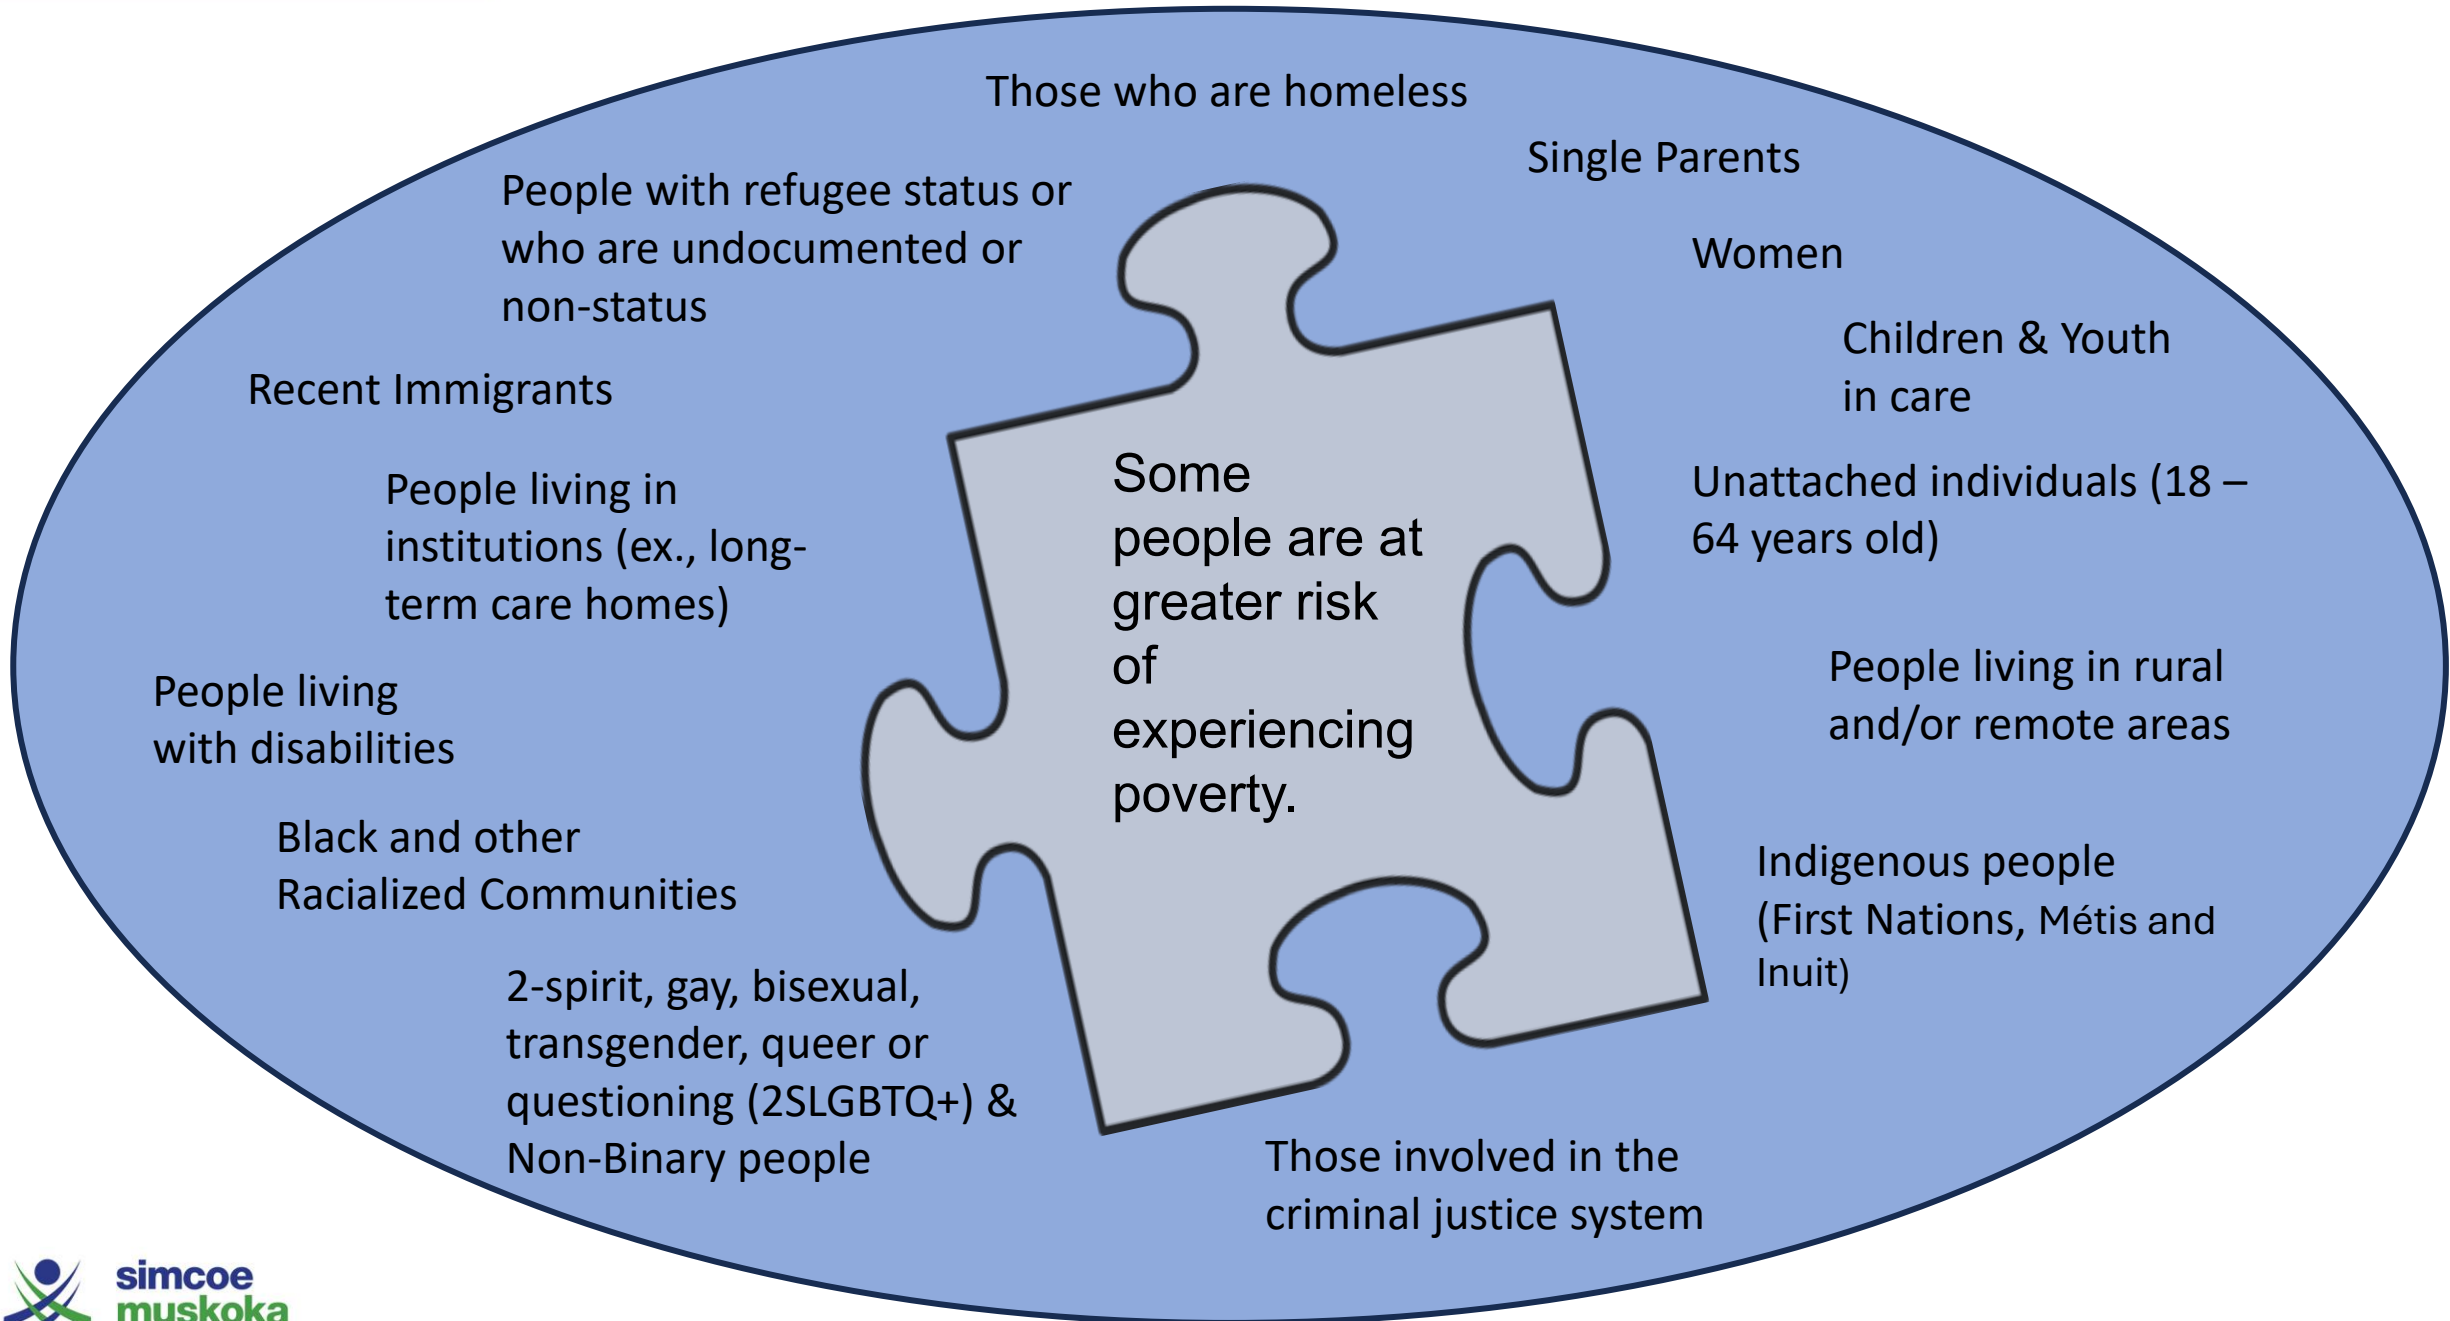 Those who are homeless
Single Parents
People with refugee status or
who are undocumented or
non-status
Women
Children & Youth
in care
Recent Immigrants
Some
people are at
greater risk
of
experiencing
poverty.
People living in
institutions (ex., long-
term care homes)
Unattached individuals (18 –
64 years old)
People living
with disabilities
People living in rural
and/or remote areas
Black and other
Racialized Communities
Indigenous people
(First Nations, Métis and
Inuit)
2-spirit, gay, bisexual,
transgender, queer or
questioning (2SLGBTQ+) &
Non-Binary people
Those involved in the
criminal justice system
simcoe
muskoka